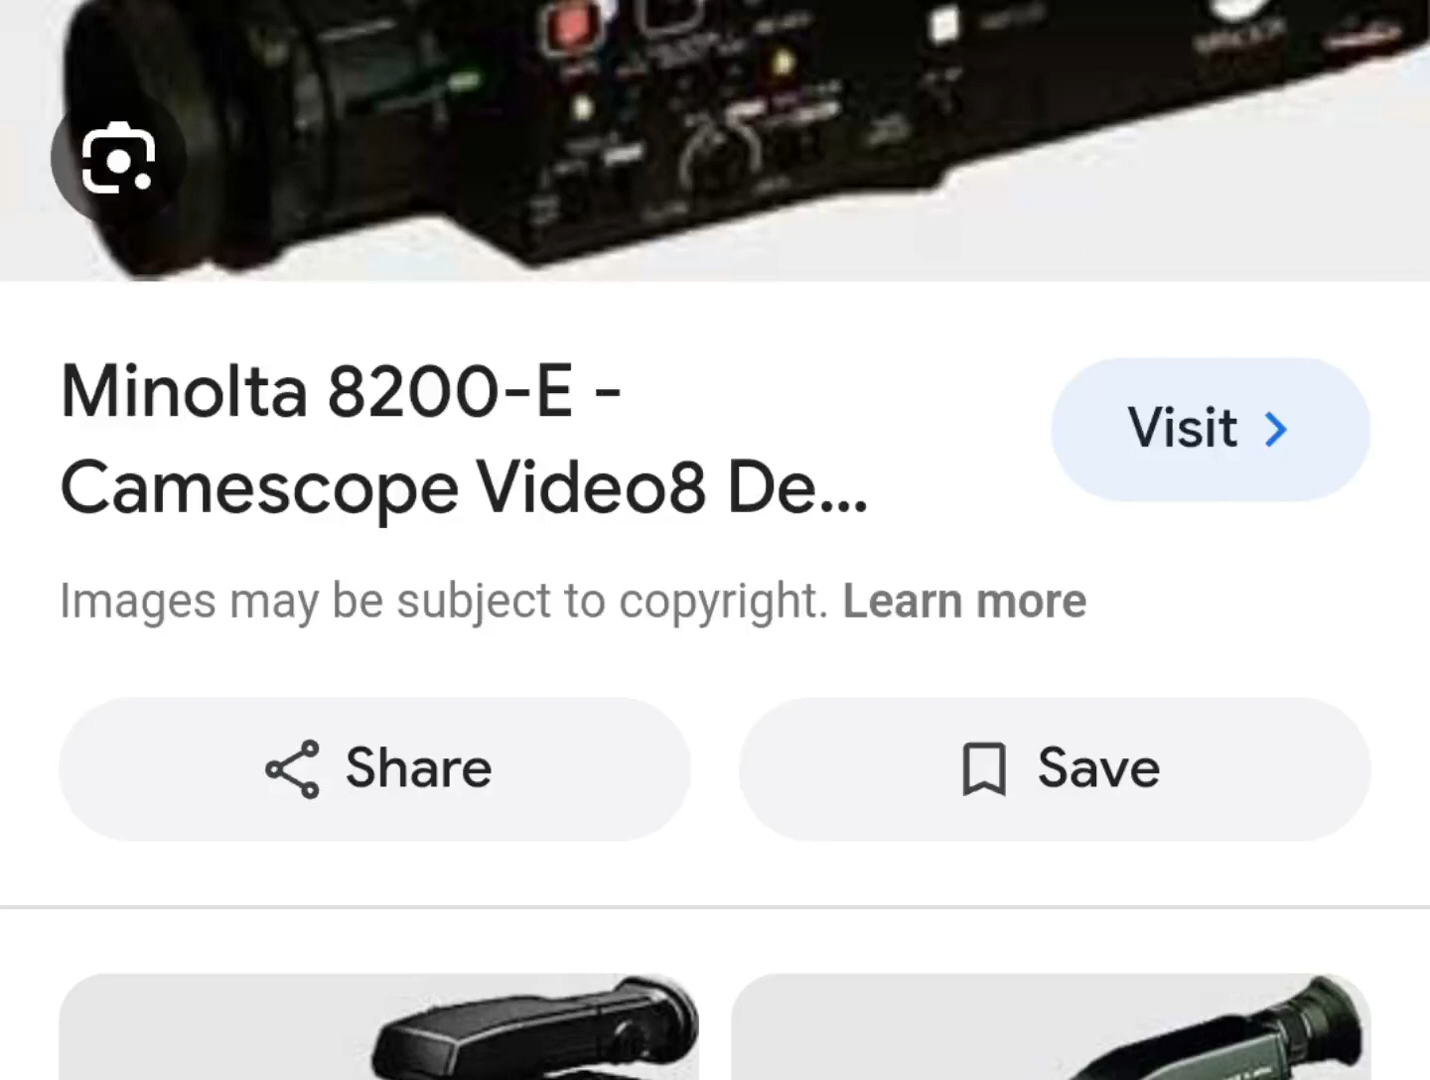 Minolta 8200-E -
Camescope Video8 De...
Visit
Images may be subject to copyright. Learn more
Share
Save